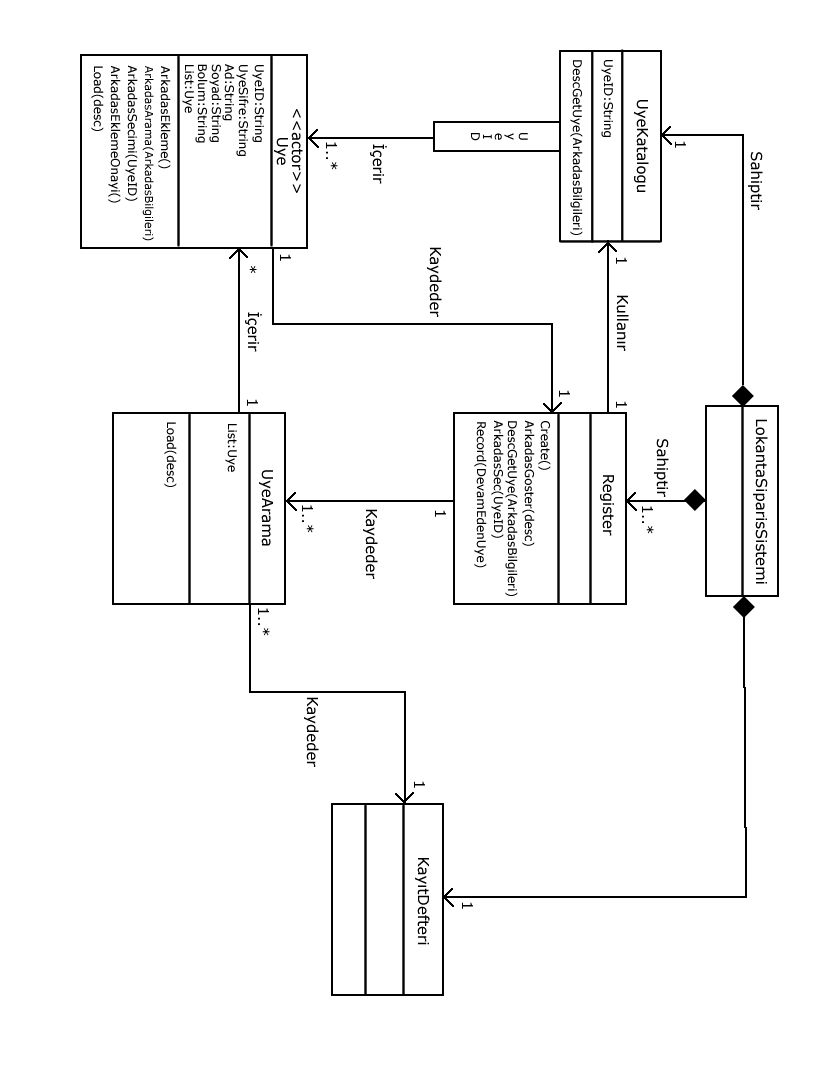 LokantaSiparisSistemi
Sahiptir
1
Sahiptir
1..*
1
UyeKatalogu
UyeID:String
DescGetUye(ArkadasBilgileri)
UyeID
1
Kullanır
1
Register
Create()
ArkadasGoster(desc)
DescGetUye(ArkadasBilgileri)
ArkadasSec(UyeID)
Record(DevamEdenUye)
1
Kaydeder
1
İçerir
1..*
<<actor>>
Uye
UyeID:String
UyeSifre:String
Ad:String
Soyad:String
Bolum:String
List:Uye
ArkadasEkleme()
ArkadasArama(ArkadasBilgileri)
ArkadasSecimi(UyeID)
ArkadasEklemeOnayi()
Load(desc)
*
İçerir
1
1
Kaydeder
1..*
UyeArama
List:Uye
Load(desc)
1..*
Kaydeder
1
KayıtDefteri